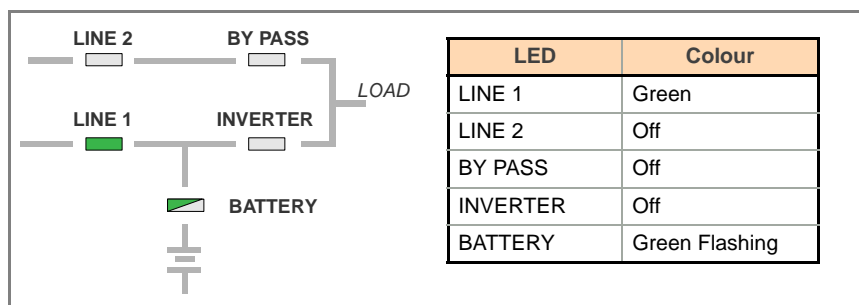 LINE 2
BY PASS
LOAD
LINE 1
INVERTER
BATTERY
LED Colour
LINE 1 Green
LINE 2 Off
BY PASS Off
INVERTER Off
BATTERY Green Flashing